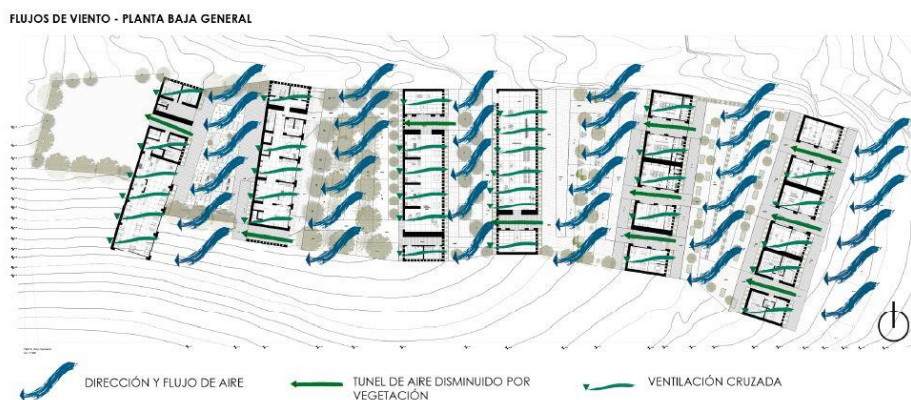 FLUJOS DE VIENTO - PLANTA BAJA GENERAL
DIRECCIÓN Y FLUJO DE AIRE
TUNEL DE AIRE DISMINUIDO POR
VEGETACIÓN
VENTILACIÓN CRUZADA